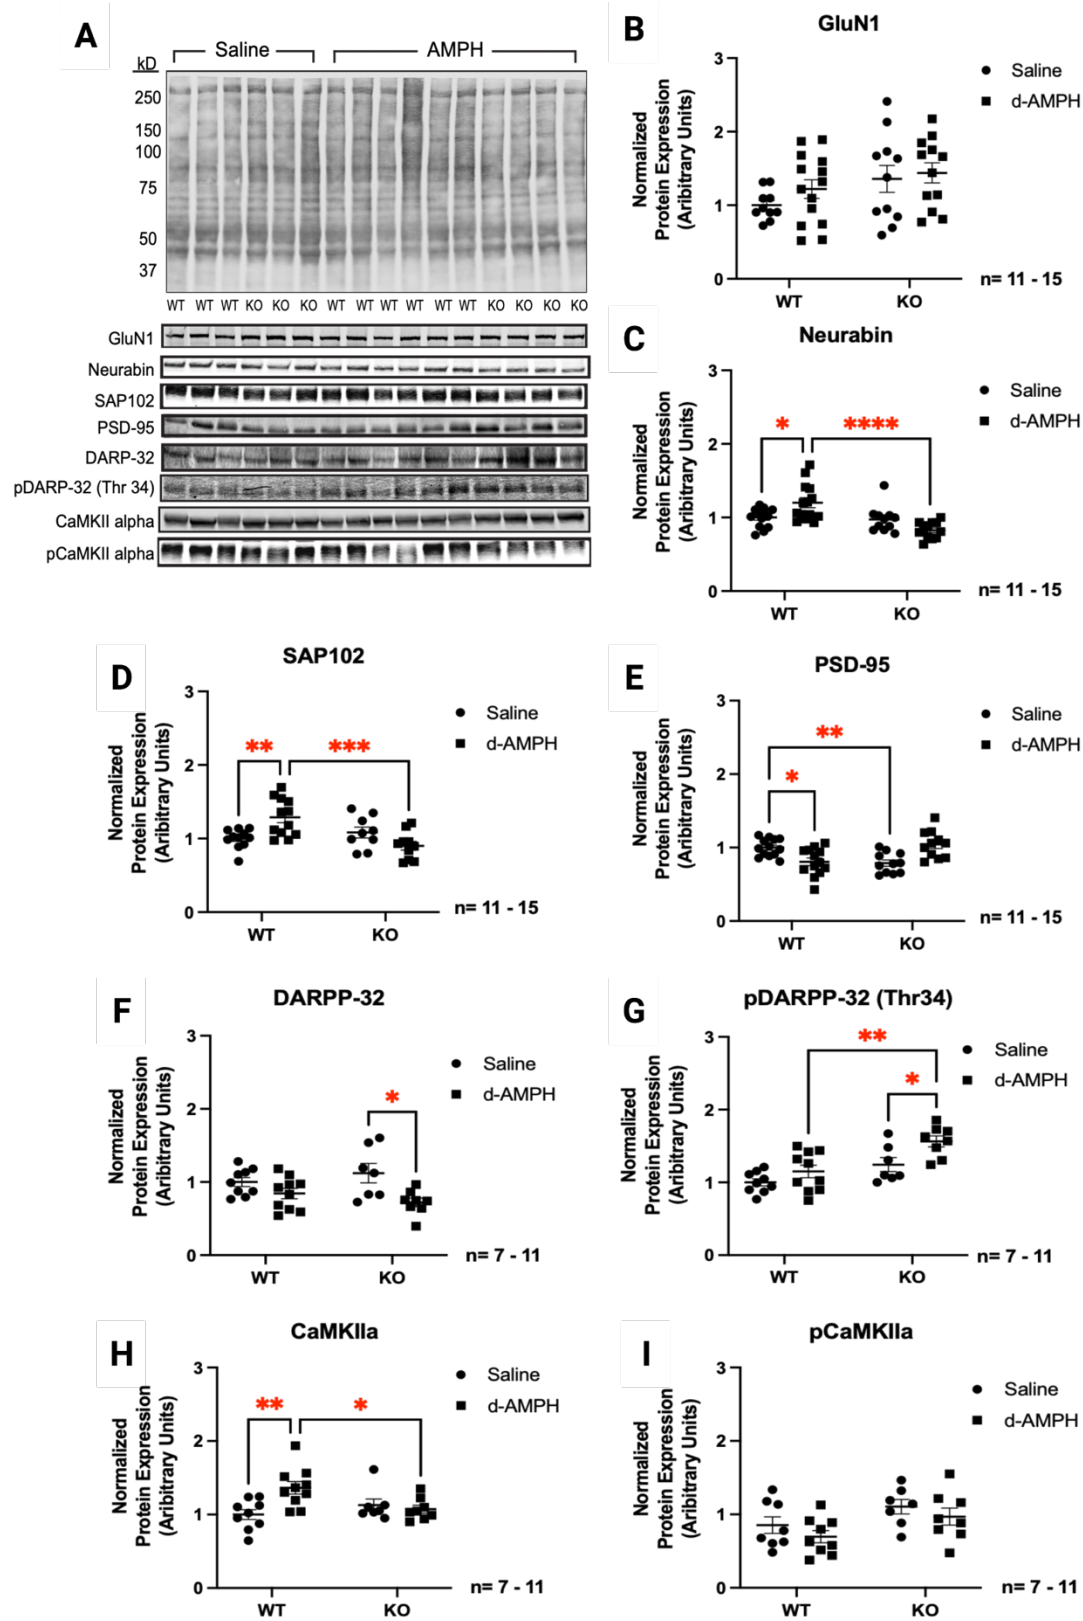 A
Saline
AMPH
kD
250
150
100
75
50
37
WT WT WT KO KO KO WT WT WT WT WT WT KO KO KO KO
GluN1
Neurabin
SAP102
PSD-95
DARP-32
pDARP-32 (Thr 34)
CaMKII alpha
pCaMKII alpha
B
GluN1
Normalized
Protein Expression
(Aribitrary Units)
3
2
1
0
WT
KO
Saline
d-AMPH
n= 11 - 15
C
Neurabin
Normalized
Protein Expression
(Aribitrary Units)
3
2
1
0
*
****
WT
KO
Saline
d-AMPH
n= 11 - 15
D
SAP102
Normalized
Protein Expression
(Aribitrary Units)
3
2
1
0
**
***
WT
KO
Saline
d-AMPH
n= 11 - 15
E
PSD-95
Normalized
Protein Expression
(Aribitrary Units)
3
2
1
0
**
*
WT
KO
Saline
d-AMPH
n= 11 - 15
F
DARPP-32
Normalized
Protein Expression
(Aribitrary Units)
3
2
1
0
*
WT
KO
Saline
d-AMPH
n= 7 - 11
G
pDARPP-32 (Thr34)
Normalized
Protein Expression
(Aribitrary Units)
3
2
1
0
**
*
WT
KO
Saline
d-AMPH
n= 7 - 11
H
CaMKIIa
Normalized
Protein Expression
(Aribitrary Units)
3
2
1
0
**
*
WT
KO
Saline
d-AMPH
n= 7 - 11
I
pCaMKIIa
Normalized
Protein Expression
(Aribitrary Units)
3
2
1
0
WT
KO
Saline
d-AMPH
n= 7 - 11